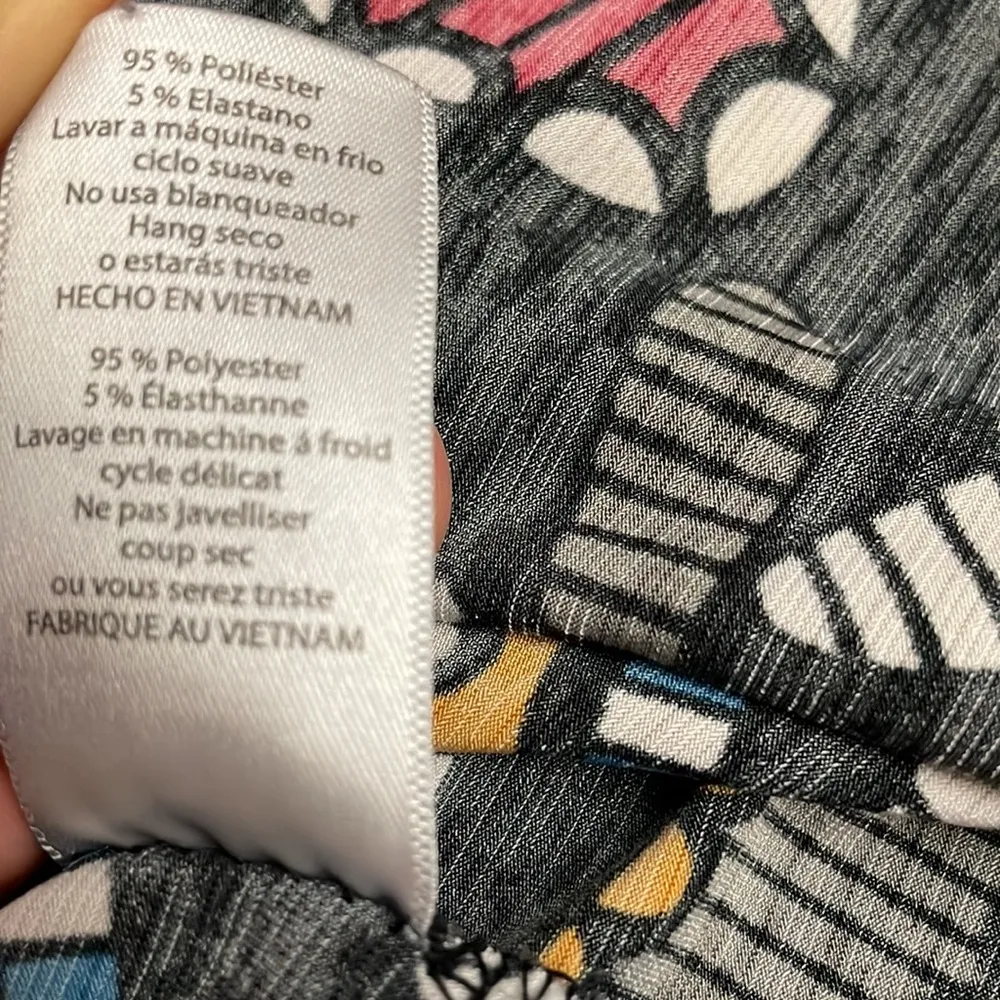 95 % Poliéster
5 % Elastano
Lavar a máquina en frio
ciclo suave
No usa blanqueador
Hang seco
o estarás triste
HECHO EN VIETNAM
95 % Polyester
5 % Élasthanne
Lavage en machine à froid
cycle délicat
Ne pas javelliser
coup sec
ou vous serez triste
FABRIQUE AU VIETNAM